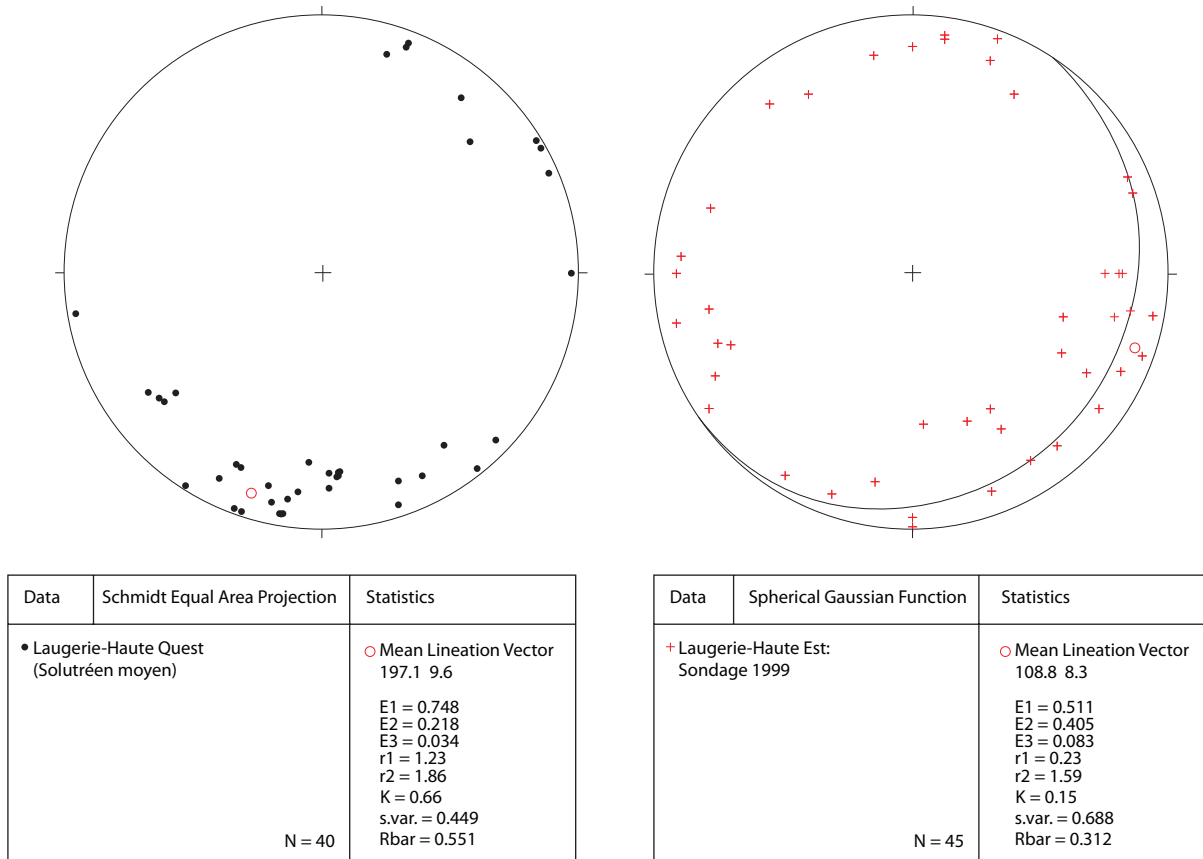 Data Schmidt Equal Area Projection Statistics
• Laugerie-Haute Quest
(Solutréen moyen)
Mean Lineation Vector
197.1 9.6
E1 = 0.748
E2 = 0.218
E3 = 0.034
r1 = 1.23
r2 = 1.86
K = 0.66
s.var. = 0.449
Rbar = 0.551
N = 40
Data Spherical Gaussian Function Statistics
+ Laugerie-Haute Est:
Sondage 1999
Mean Lineation Vector
108.8 8.3
E1 = 0.511
E2 = 0.405
E3 = 0.083
r1 = 0.23
r2 = 1.59
K = 0.15
s.var. = 0.688
Rbar = 0.312
N = 45